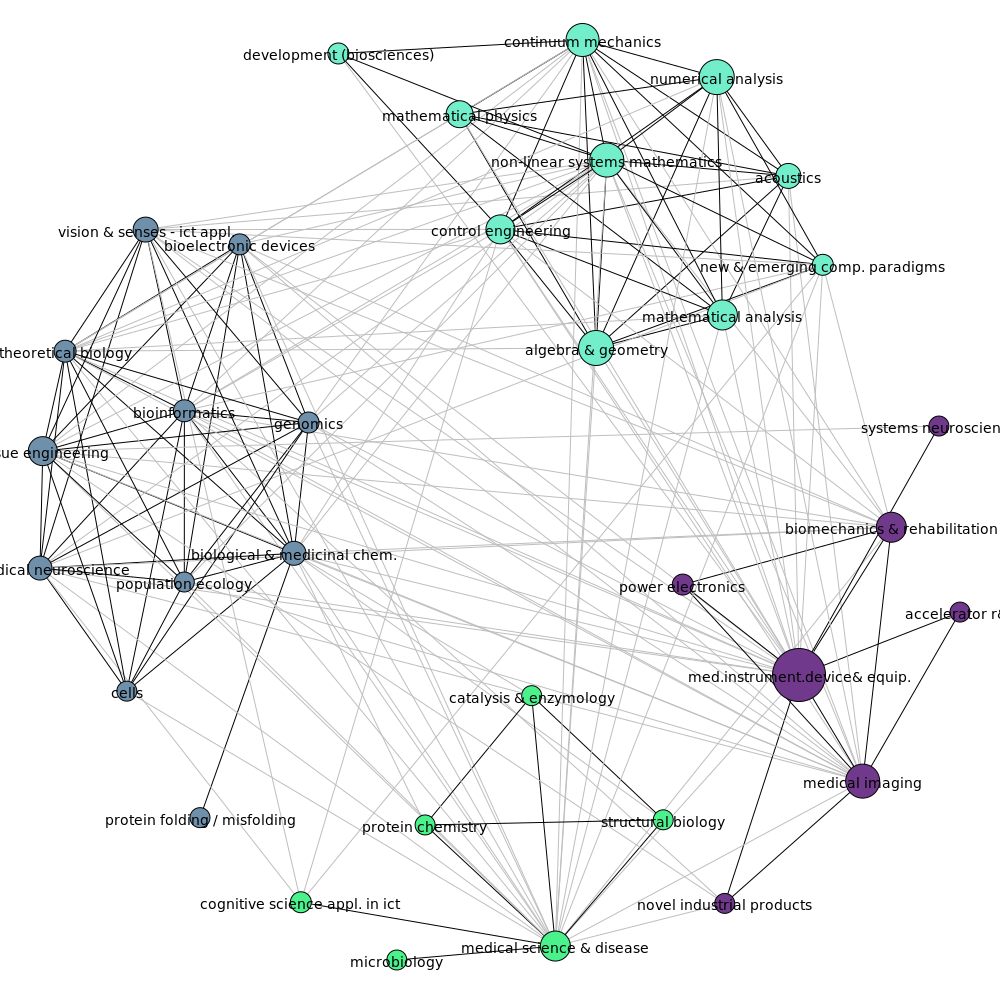 continuum mechanics
development (biosciences)
numerical analysis
mathematical physics
non-linear systems mathematics
acoustics
vision & senses - ict appl.
control engineering
bioelectronic devices
new & emerging comp. paradigms
mathematical analysis
theoretical biology
algebra & geometry
bioinformatics
genomics
systems neuroscien
sue engineering
biomechanics & rehabilitation
biological & medicinal chem.
dical neuroscience
population ecology
power electronics
accelerator r&
med.instrument.device& equip.
cells
catalysis & enzymology
medical imaging
protein folding / misfolding
protein chemistry
structural biology
cognitive science appl. in ict
novel industrial products
medical science & disease
microbiology